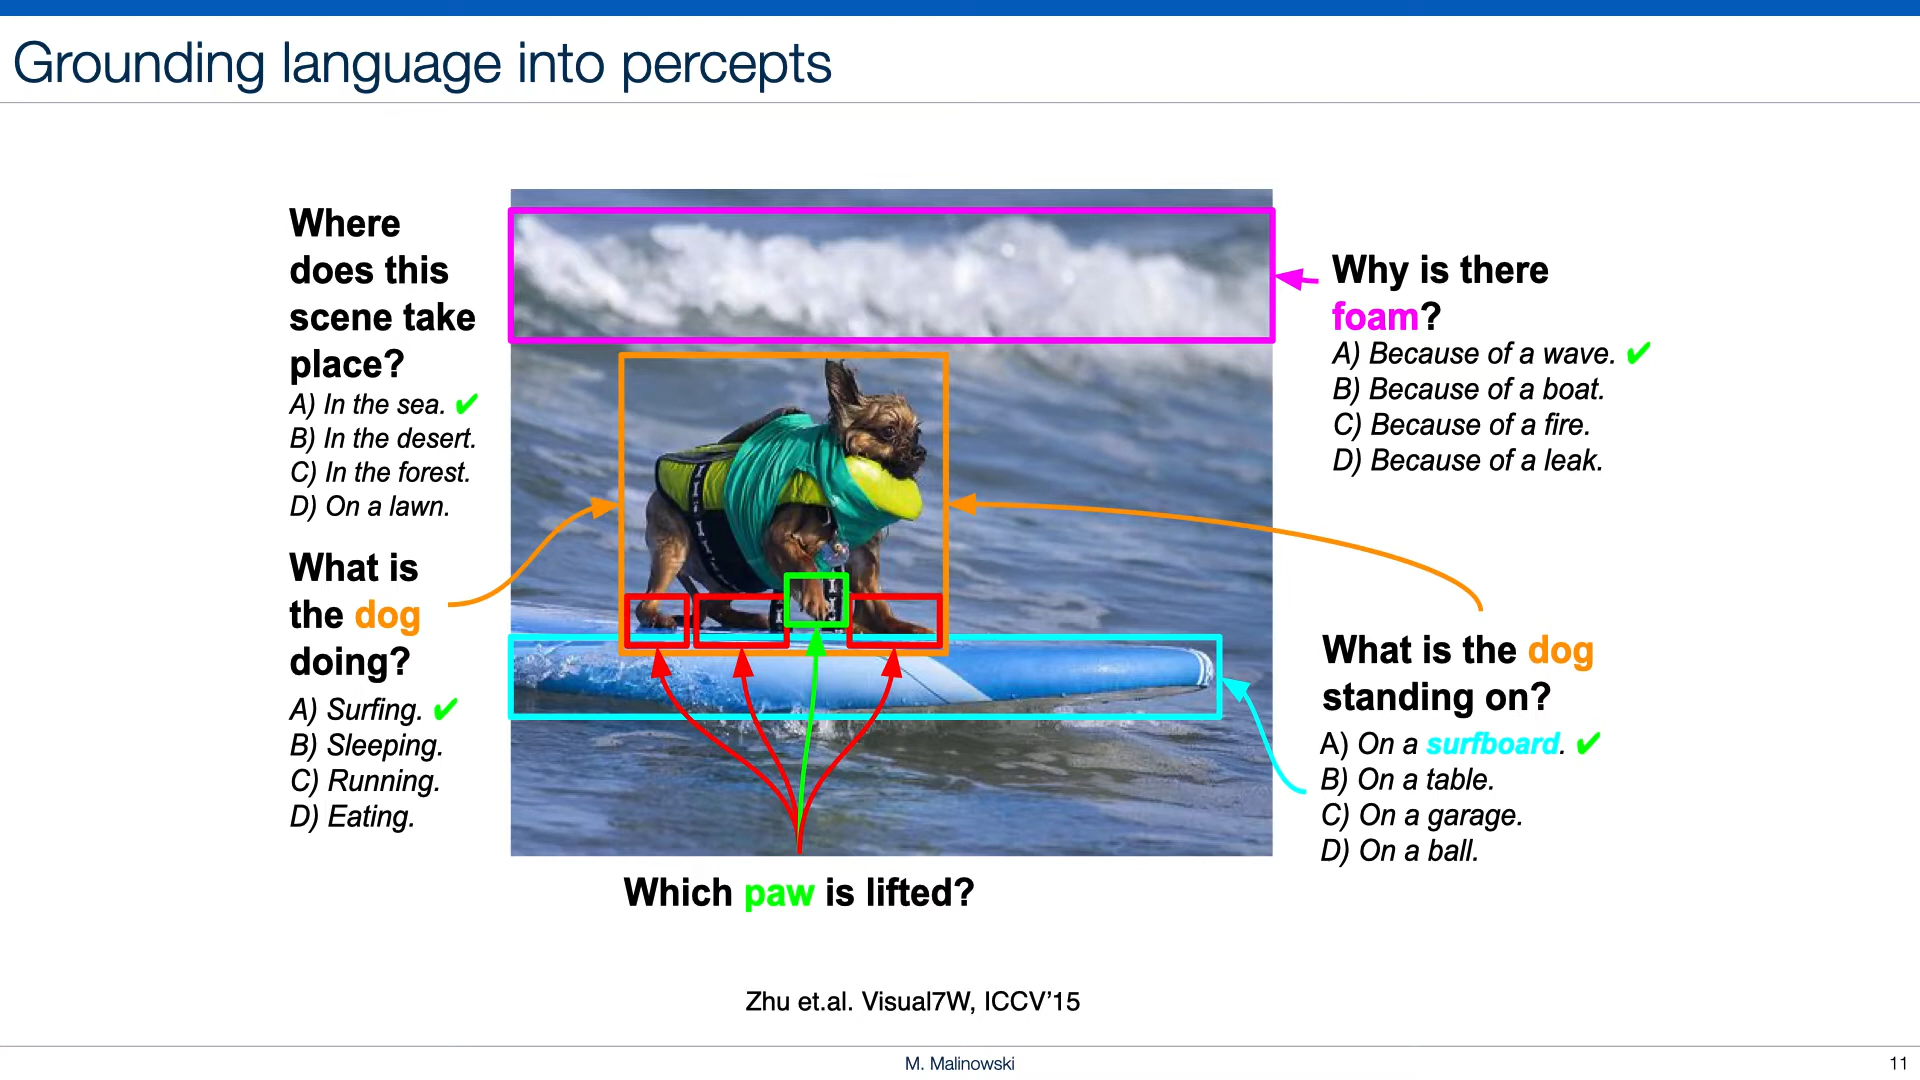 Grounding language into percepts
Where
does this
scene take
place?
A) In the sea. ✔
B) In the desert.
C) In the forest.
D) On a lawn.
What is
the dog
doing?
A) Surfing. ✔
B) Sleeping.
C) Running.
D) Eating.
Why is there
foam?
A) Because of a wave. ✔
B) Because of a boat.
C) Because of a fire.
D) Because of a leak.
What is the dog
standing on?
A) On a surfboard. ✔
B) On a table.
C) On a garage.
D) On a ball.
Which paw is lifted?
Zhu et.al. Visual7W, ICCV’15
M. Malinowski
11